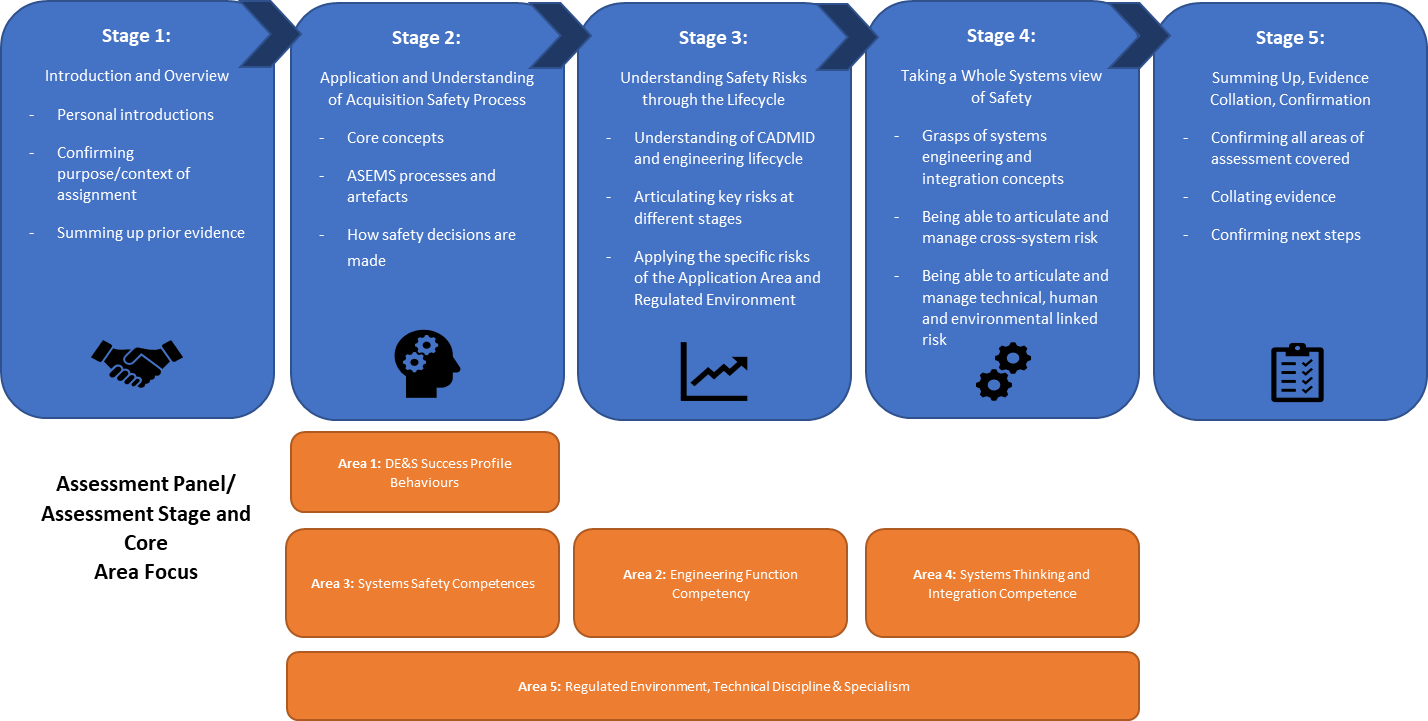 Stage 1:
Introduction and Overview
- Personal introductions
- Confirming
purpose/context of
assignment
- Summing up prior evidence
Stage 2:
Application and Understanding
of Acquisition Safety Process
- Core concepts
- ASEMS processes and
artefacts
- How safety decisions are
made
Stage 3:
Understanding Safety Risks
through the Lifecycle
- Understanding of CADMID
and engineering lifecycle
- Articulating key risks at
different stages
- Applying the specific risks
of the Application Area and
Regulated Environment
Stage 4:
Taking a Whole Systems view
of Safety
- Grasps of systems
engineering and
integration concepts
- Being able to articulate and
manage cross-system risk
- Being able to articulate and
manage technical, human
and environmental linked
risk
Stage 5:
Summing Up, Evidence
Collation, Confirmation
- Confirming all areas of
assessment covered
- Collating evidence
- Confirming next steps
Assessment Panel/
Assessment Stage and
Core
Area Focus
Area 1: DE&S Success Profile
Behaviours
Area 3: Systems Safety Competences
Area 2: Engineering Function
Competency
Area 4: Systems Thinking and
Integration Competence
Area 5: Regulated Environment, Technical Discipline & Specialism